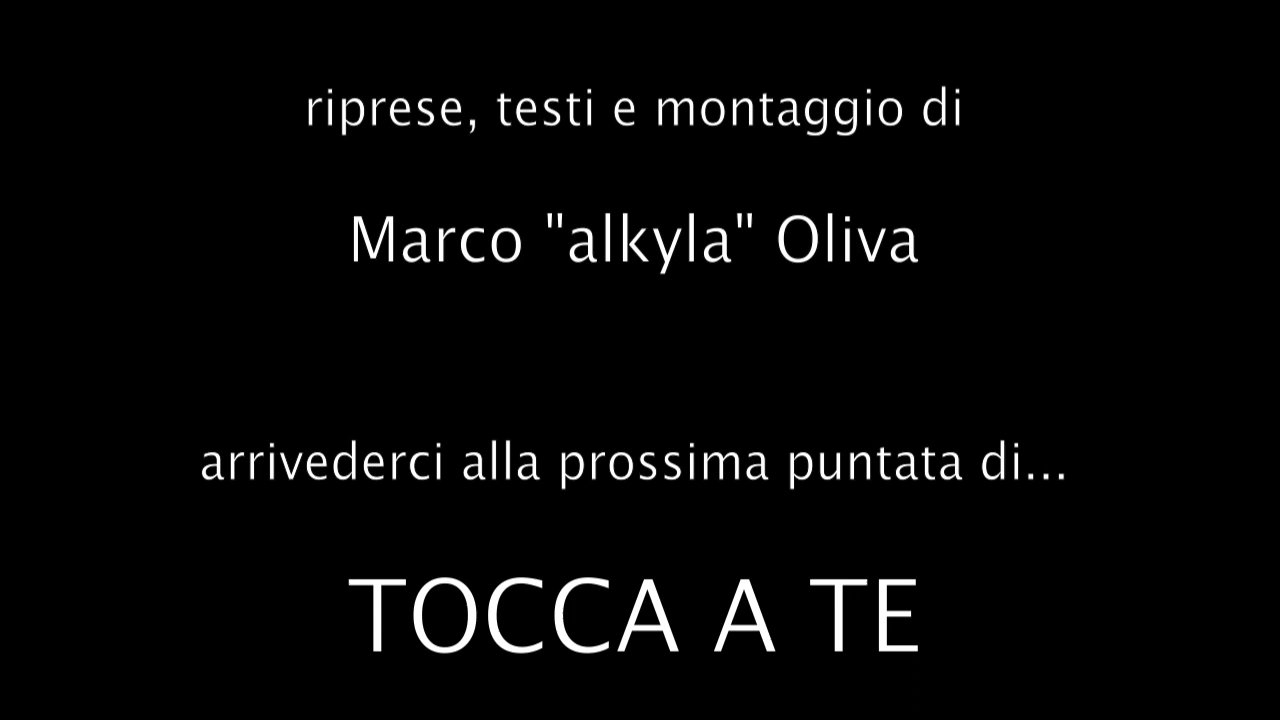 riprese, testi e montaggio di
Marco "alkyla" Oliva
arrivederci alla prossima puntata di...
TOCCA A TE